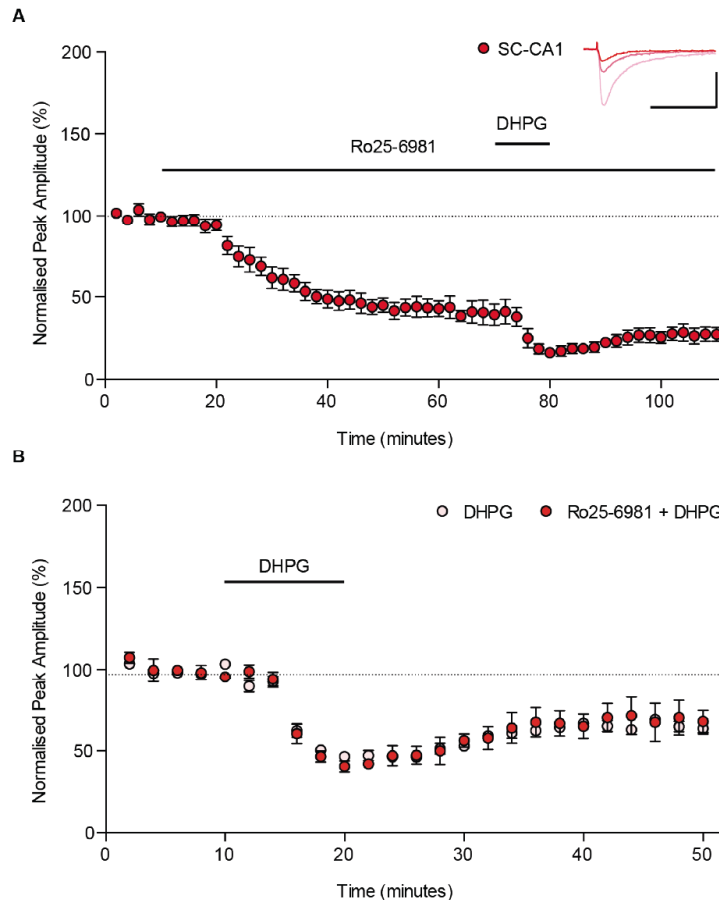 A
200
SC-CA1
150
DHPG
Ro25-6981
100
50
0
Normalised Peak Amplitude (%)
0 20 40 60 80 100
Time (minutes)
B
200
DHPG Ro25-6981 + DHPG
150
DHPG
100
50
0
Normalised Peak Amplitude (%)
0 10 20 30 40 50
Time (minutes)